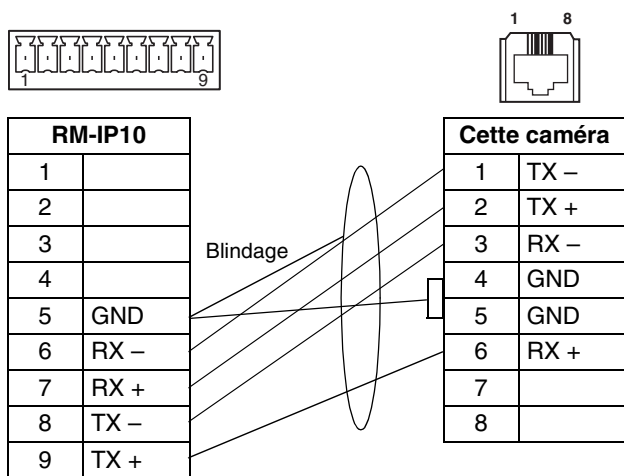 1 8
1 9
RM-IP10
1
2
3
4
5 GND
6 RX –
7 RX +
8 TX –
9 TX +
Blindage
Cette caméra
1 TX –
2 TX +
3 RX –
4 GND
5 GND
6 RX +
7
8